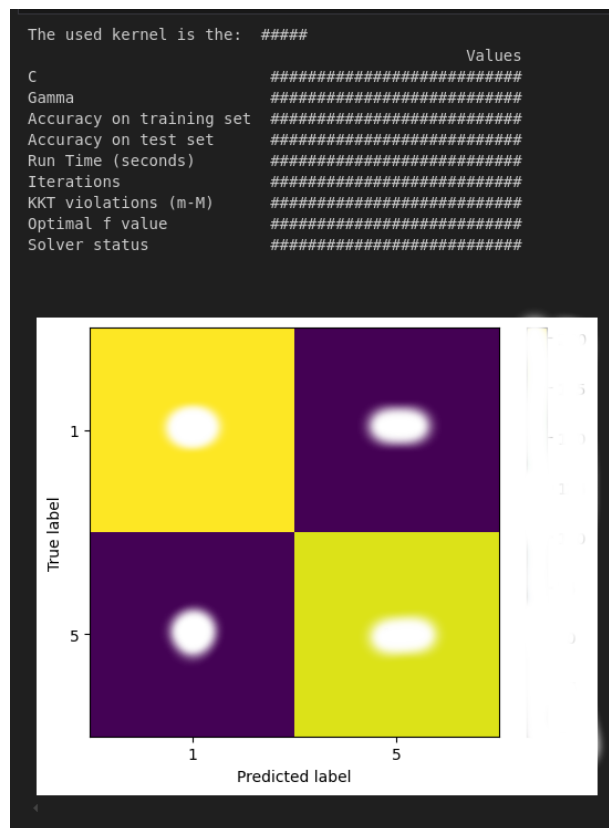 The used kernel is the:  #####
Values
C ###########################
Gamma ###########################
Accuracy on training set ###########################
Accuracy on test set ###########################
Run Time (seconds) ###########################
Iterations ###########################
KKT violations (m-M) ###########################
Optimal f value ###########################
Solver status ###########################
1
True label
5
1 5
Predicted label